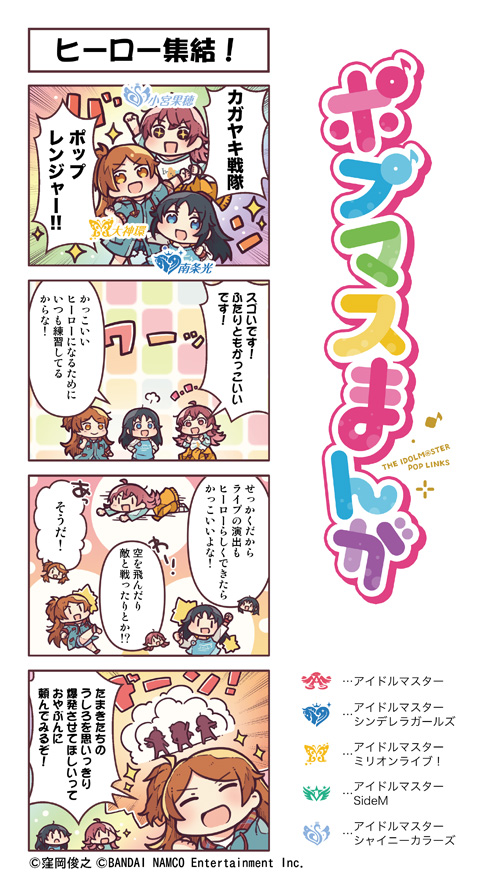 ヒーロー集結！
小宮果穂
カガヤキ戦隊
ポップ
レンジャー!!
大神環
南条光
スゴいです！
ふたりともかっこいい
です！
ワーッ
かっこいい
ヒーローになるために
いつも練習してる
からな！
せっかくだから
ライブの演出も
ヒーローらしくできたら
かっこいいよな！
わい！
空を飛んだり
敵と戦ったりとか!?
あっ
そうだ！
たまきたちの
うしろを思いっきり
爆発させてほしいって
おやぶんに
頼んでみるぞ！
ポプマスまんが
THE IDOLM@STER
POP LINKS
…アイドルマスター
…アイドルマスター
シンデレラガールズ
…アイドルマスター
ミリオンライブ！
…アイドルマスター
SideM
…アイドルマスター
シャイニーカラーズ
©窪岡俊之 ©BANDAI NAMCO Entertainment Inc.